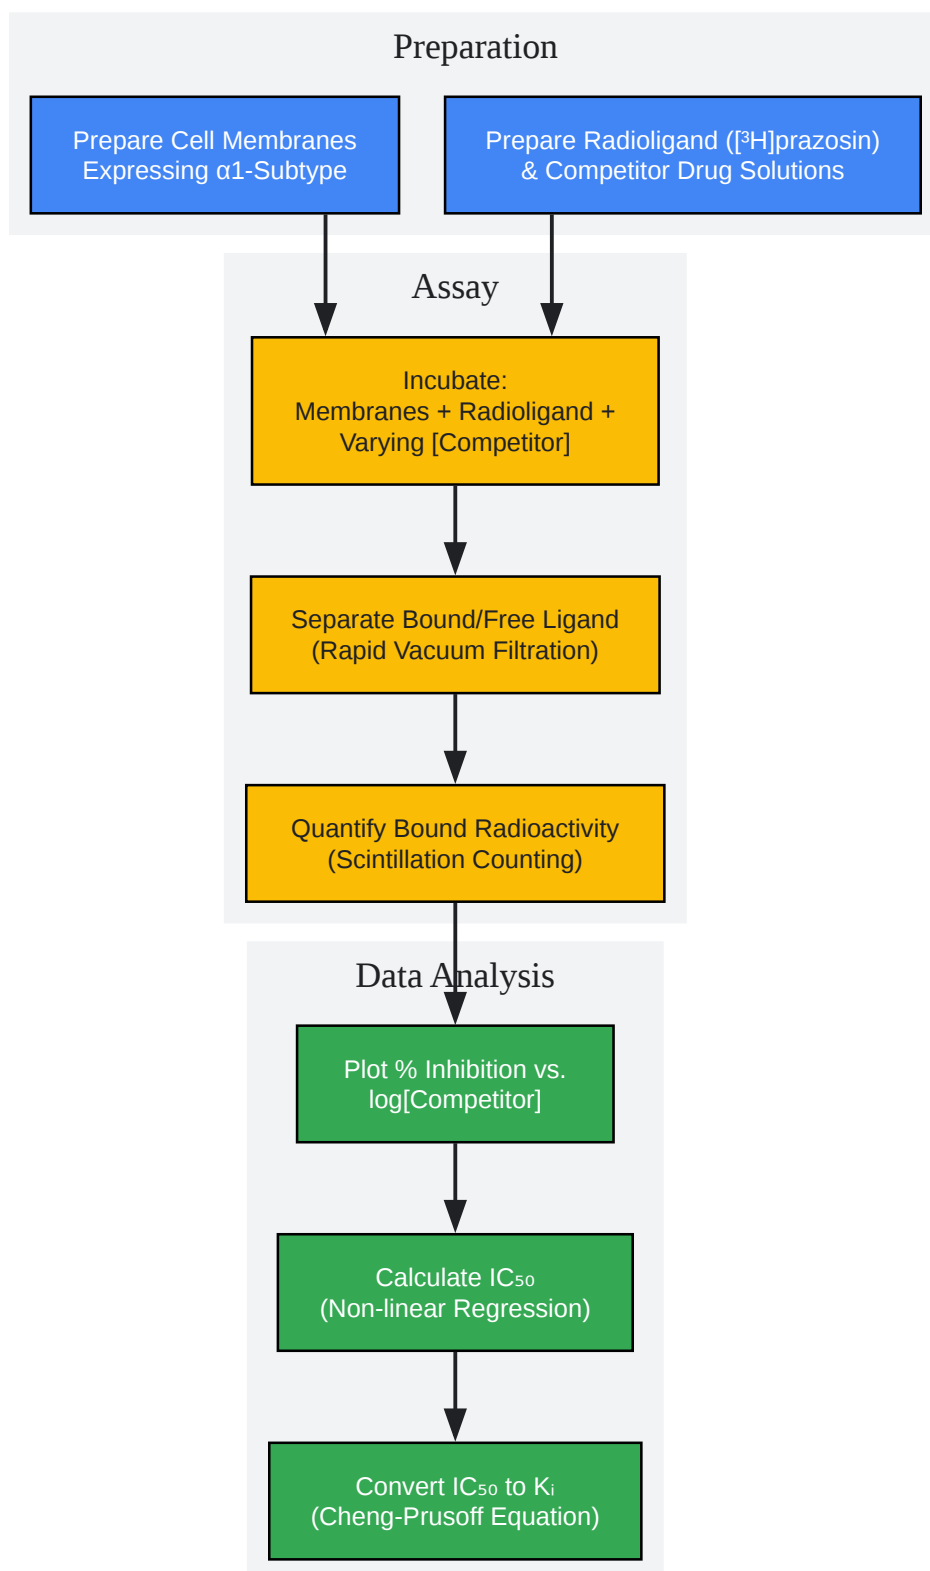 Preparation
Prepare Cell Membranes
Expressing α1-Subtype
Prepare Radioligand ([³H]prazosin)
& Competitor Drug Solutions
Assay
Incubate:
Membranes + Radioligand +
Varying [Competitor]
Separate Bound/Free Ligand
(Rapid Vacuum Filtration)
Quantify Bound Radioactivity
(Scintillation Counting)
Data Analysis
Plot % Inhibition vs.
log[Competitor]
Calculate IC₅₀
(Non-linear Regression)
Convert IC₅₀ to Kᵢ
(Cheng-Prusoff Equation)